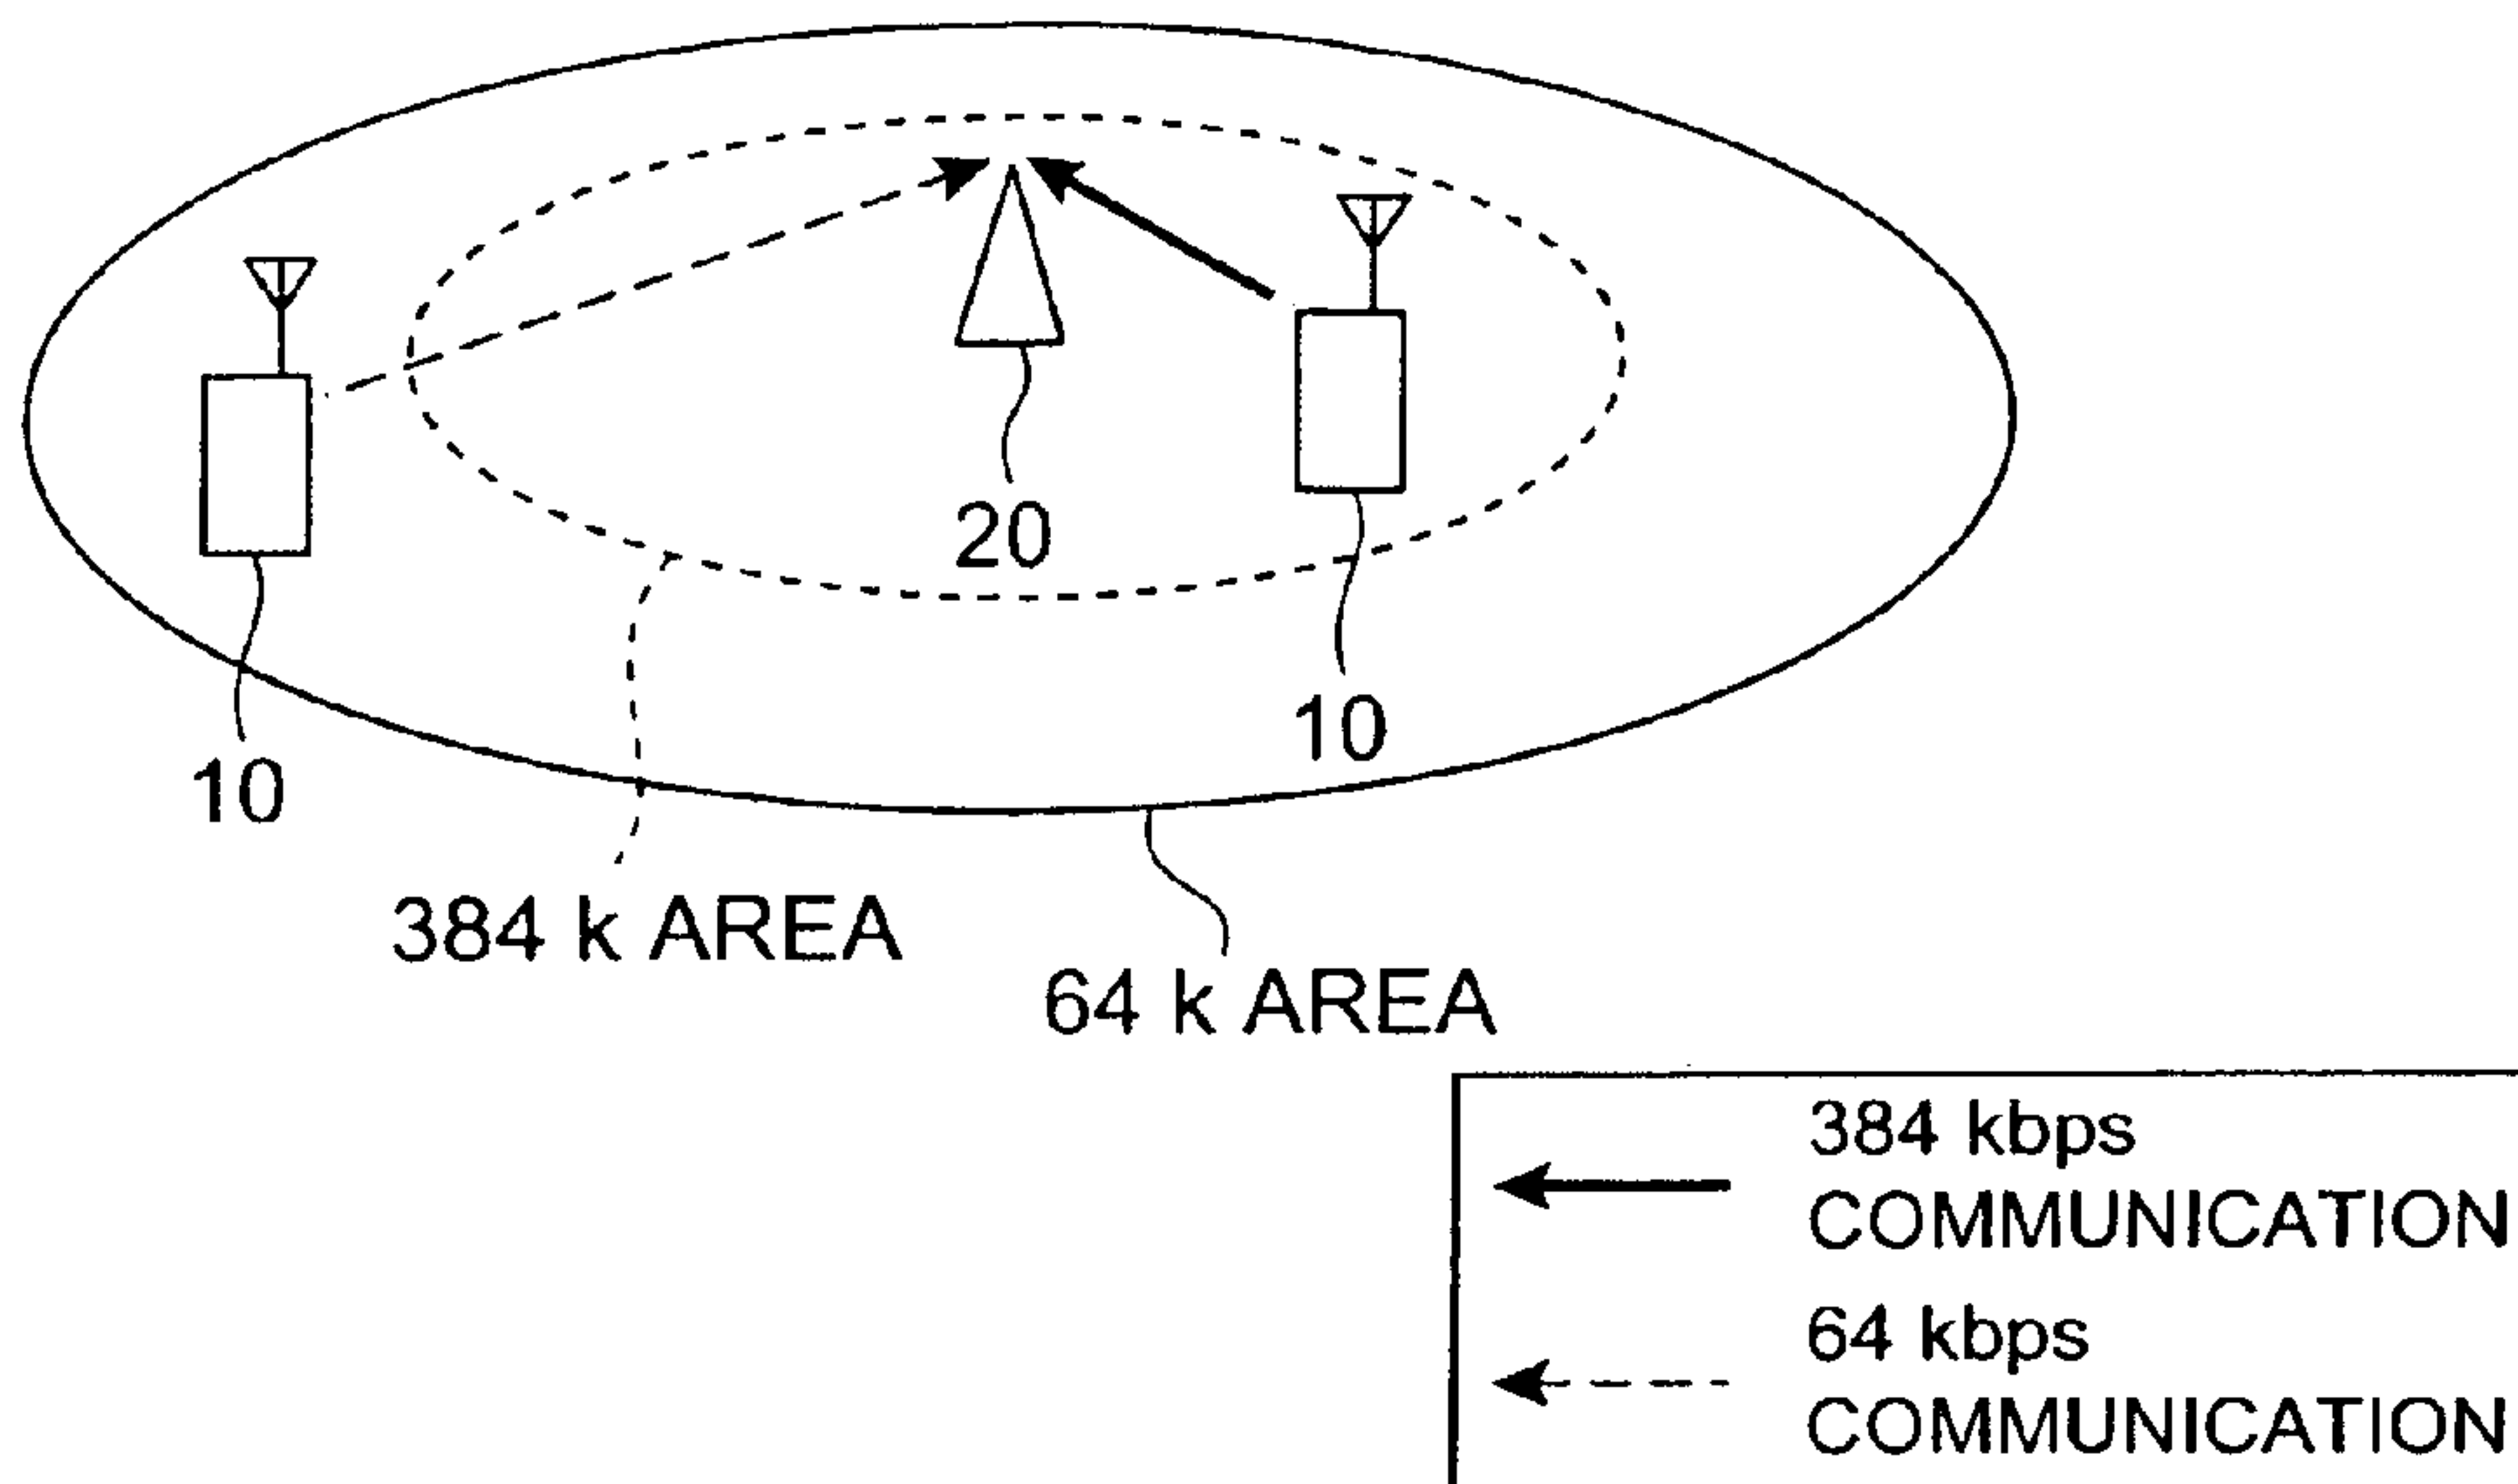 20
10
10
384 k AREA
64 k AREA
384 kbps
COMMUNICATION
64 kbps
COMMUNICATION